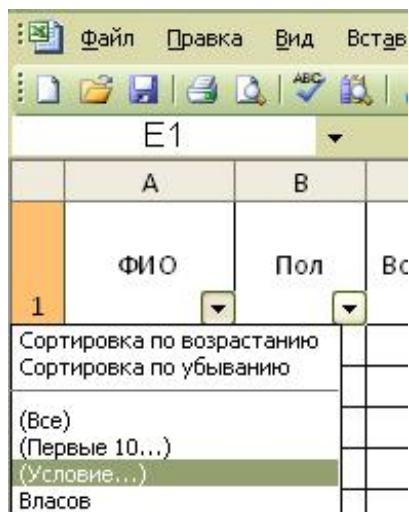 Файл Правка Вид Встав
ABC
E1
A B
ФИО Пол Во
1
Сортировка по возрастанию
Сортировка по убыванию
(Все)
(Первые 10...)
(Условие...)
Власов